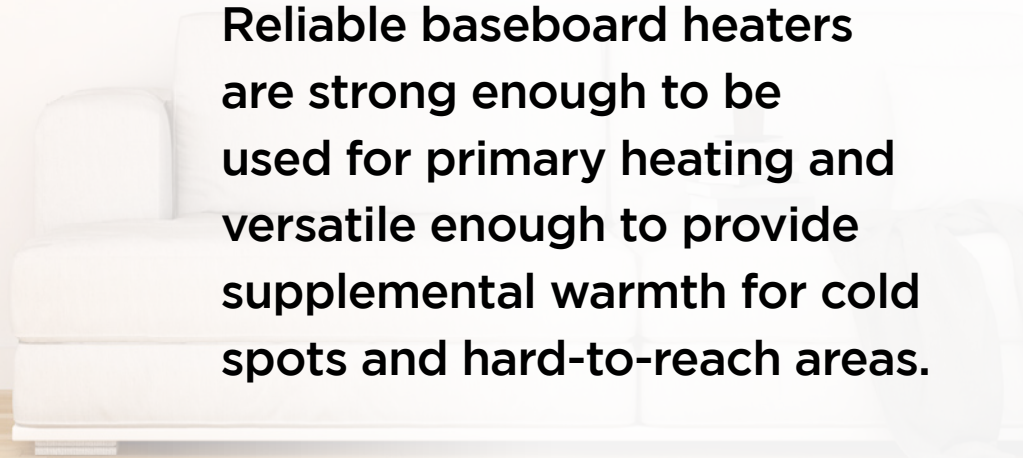 Reliable baseboard heaters
are strong enough to be
used for primary heating and
versatile enough to provide
supplemental warmth for cold
spots and hard-to-reach areas.